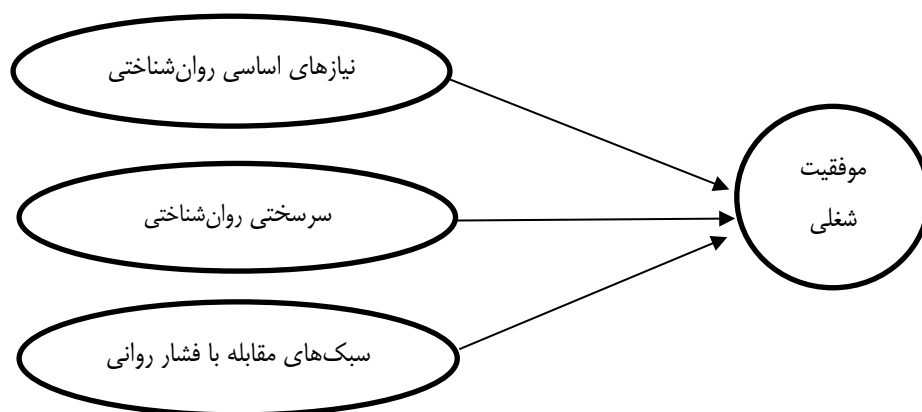 نیازهای اساسی روان‌شناختی
موفقیت
شغلی
سرسختی روان‌شناختی
سبک‌های مقابله با فشار روانی